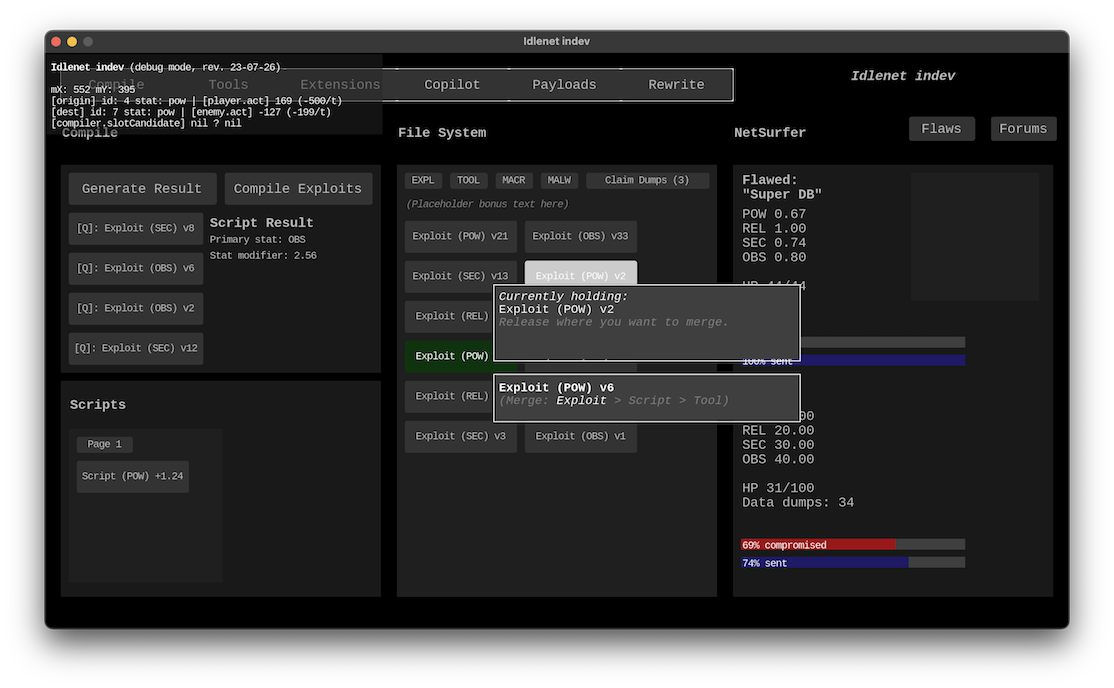 Idlenet indev
Idlenet indev (debug mode, rev. 23-07-26)
mX: 552 mY: 395
[origin] id: 4 stat: pow | [player.act] 169 (-500/t)
[dest] id: 7 stat: pow | [enemy.act] -127 (-199/t)
[compiler.slotCandidate] nil ? nil
Compile
Tools
Extensions
Copilot
Payloads
Rewrite
Idlenet indev
Compile
Generate Result
Compile Exploits
[Q]: Exploit (SEC) v8
[Q]: Exploit (OBS) v6
[Q]: Exploit (OBS) v2
[Q]: Exploit (SEC) v12
Script Result
Primary stat: OBS
Stat modifier: 2.56
Scripts
Page 1
Script (POW) +1.24
File System
EXPL
TOOL
MACR
MALW
Claim Dumps (3)
(Placeholder bonus text here)
Exploit (POW) v21
Exploit (OBS) v33
Exploit (SEC) v13
Exploit (POW) v2
Exploit (REL)
Exploit (POW)
Exploit (REL)
Exploit (SEC) v3
Exploit (OBS) v1
Currently holding:
Exploit (POW) v2
Release where you want to merge.
Exploit (POW) v6
(Merge: Exploit > Script > Tool)
NetSurfer
Flaws
Forums
Flawed:
"Super DB"
POW 0.67
REL 1.00
SEC 0.74
OBS 0.80
HP 44/44
100% sent
00
REL 20.00
SEC 30.00
OBS 40.00
HP 31/100
Data dumps: 34
69% compromised
74% sent